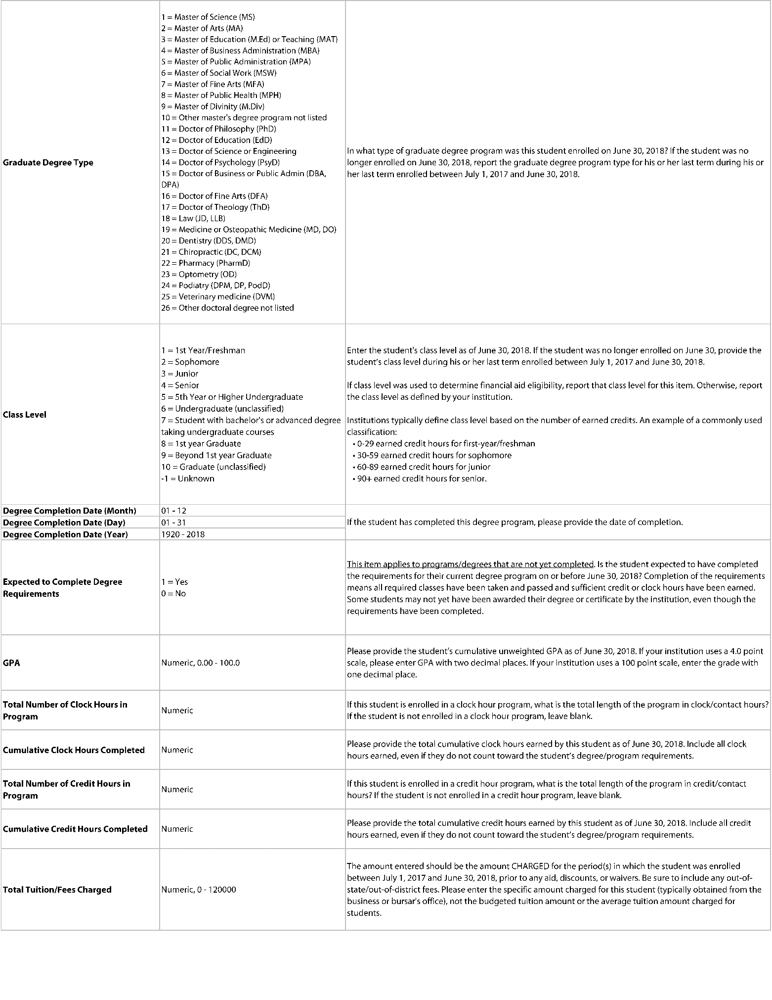 Graduate Degree Type
1 = Master of Science (MS)
2 = Master of Arts (MA)
3 = Master of Education (M.Ed) or Teaching (MAT)
4 = Master of Business Administration (MBA)
5 = Master of Public Administration (MPA)
6 = Master of Social Work (MSW)
7 = Master of Fine Arts (MFA)
8 = Master of Public Health (MPH)
9 = Master of Divinity (M.Div)
10 = Other master's degree program not listed
11 = Doctor of Philosophy (PhD)
12 = Doctor of Education (EdD)
13 = Doctor of Science or Engineering
14 = Doctor of Psychology (PsyD)
15 = Doctor of Business or Public Admin (DBA,
DPA)
16 = Doctor of Fine Arts (DFA)
17 = Doctor of Theology (ThD)
18 = Law (JD, LLB)
19 = Medicine or Osteopathic Medicine (MD, DO)
20 = Dentistry (DDS, DMD)
21 = Chiropractic (DC, DCM)
22 = Pharmacy (PharmD)
23 = Optometry (OD)
24 = Podiatry (DPM, DP, PodD)
25 = Veterinary medicine (DVM)
26 = Other doctoral degree not listed
In what type of graduate degree program was this student enrolled on June 30, 2018? If the student was no
longer enrolled on June 30, 2018, report the graduate degree program type for his or her last term during his or
her last term enrolled between July 1, 2017 and June 30, 2018.
Class Level
1 = 1st Year/Freshman
2 = Sophomore
3 = Junior
4 = Senior
5 = 5th Year or Higher Undergraduate
6 = Undergraduate (unclassified)
7 = Student with bachelor's or advanced degree
taking undergraduate courses
8 = 1st year Graduate
9 = Beyond 1st year Graduate
10 = Graduate (unclassified)
-1 = Unknown
Enter the student's class level as of June 30, 2018. If the student was no longer enrolled on June 30, provide the
student's class level during his or her last term enrolled between July 1, 2017 and June 30, 2018.
If class level was used to determine financial aid eligibility, report that class level for this item. Otherwise, report
the class level as defined by your institution.
Institutions typically define class level based on the number of earned credits. An example of a commonly used
classification:
• 0-29 earned credit hours for first-year/freshman
• 30-59 earned credit hours for sophomore
• 60-89 earned credit hours for junior
• 90+ earned credit hours for senior.
Degree Completion Date (Month)
01 - 12
Degree Completion Date (Day)
01 - 31
Degree Completion Date (Year)
1920 - 2018
If the student has completed this degree program, please provide the date of completion.
Expected to Complete Degree
Requirements
1 = Yes
0 = No
This item applies to programs/degrees that are not yet completed. Is the student expected to have completed
the requirements for their current degree program on or before June 30, 2018? Completion of the requirements
means all required classes have been taken and passed and sufficient credit or clock hours have been earned.
Some students may not yet have been awarded their degree or certificate by the institution, even though the
requirements have been completed.
GPA
Numeric, 0.00 - 100.0
Please provide the student's cumulative unweighted GPA as of June 30, 2018. If your institution uses a 4.0 point
scale, please enter GPA with two decimal places. If your institution uses a 100 point scale, enter the grade with
one decimal place.
Total Number of Clock Hours in
Program
Numeric
If this student is enrolled in a clock hour program, what is the total length of the program in clock/contact hours?
If the student is not enrolled in a clock hour program, leave blank.
Cumulative Clock Hours Completed
Numeric
Please provide the total cumulative clock hours earned by this student as of June 30, 2018. Include all clock
hours earned, even if they do not count toward the student's degree/program requirements.
Total Number of Credit Hours in
Program
Numeric
If this student is enrolled in a credit hour program, what is the total length of the program in credit/contact
hours? If the student is not enrolled in a credit hour program, leave blank.
Cumulative Credit Hours Completed
Numeric
Please provide the total cumulative credit hours earned by this student as of June 30, 2018. Include all credit
hours earned, even if they do not count toward the student's degree/program requirements.
Total Tuition/Fees Charged
Numeric, 0 - 120000
The amount entered should be the amount CHARGED for the period(s) in which the student was enrolled
between July 1, 2017 and June 30, 2018, prior to any aid, discounts, or waivers. Be sure to include any out-of-
state/out-of-district fees. Please enter the specific amount charged for this student (typically obtained from the
business or bursar's office), not the budgeted tuition amount or the average tuition amount charged for
students.